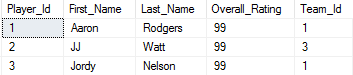 Player_Id First_Name Last_Name Overall_Rating Team_Id
1 Aaron Rodgers 99 1
2 JJ Watt 99 3
3 Jordy Nelson 99 1